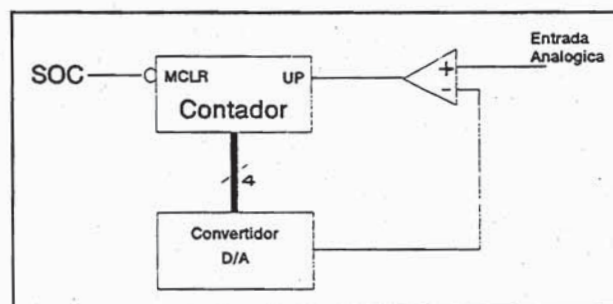 Entrada
Analogica
SOC
MCLR
UP
+
-
Contador
4
Convertidor
D/A